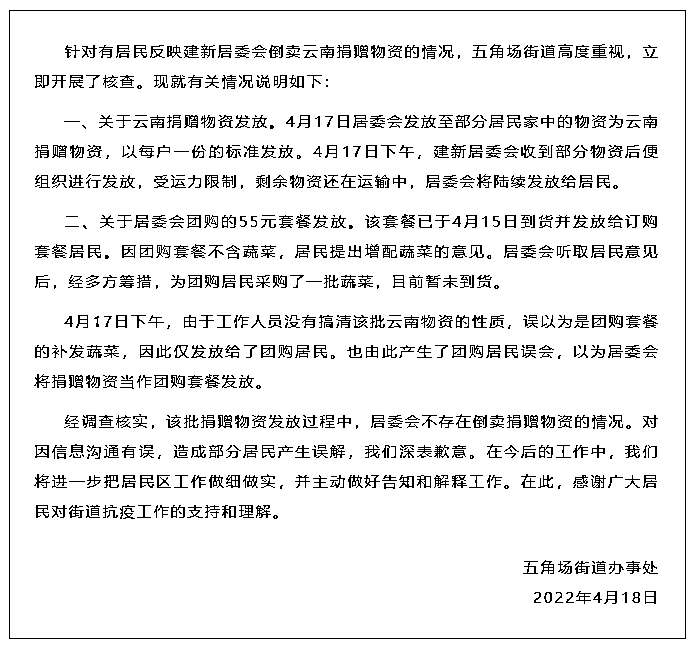 针对有居民反映建新居委会倒卖云南捐赠物资的情况，五角场街道高度重视，立
即开展了核查。现就有关情况说明如下：
一、关于云南捐赠物资发放。4月17日居委会发放至部分居民家中的物资为云南
捐赠物资，以每户一份的标准发放。4月17日下午，建新居委会收到部分物资后便
组织进行发放，受运力限制，剩余物资还在运输中，居委会将陆续发放给居民。
二、关于居委会团购的55元套餐发放。该套餐已于4月15日到货并发放给订购
套餐居民。因团购套餐不含蔬菜，居民提出增配蔬菜的意见。居委会听取居民意见
后，经多方筹措，为团购居民采购了一批蔬菜，目前暂未到货。
4月17日下午，由于工作人员没有搞清该批云南物资的性质，误以为是团购套餐
的补发蔬菜，因此仅发放给了团购居民。也由此产生了团购居民误会，以为居委会
将捐赠物资当作团购套餐发放。
经调查核实，该批捐赠物资发放过程中，居委会不存在倒卖捐赠物资的情况。对
因信息沟通有误，造成部分居民产生误解，我们深表歉意。在今后的工作中，我们
将进一步把居民区工作做细做实，并主动做好告知和解释工作。在此，感谢广大居
民对街道抗疫工作的支持和理解。
五角场街道办事处
2022年4月18日